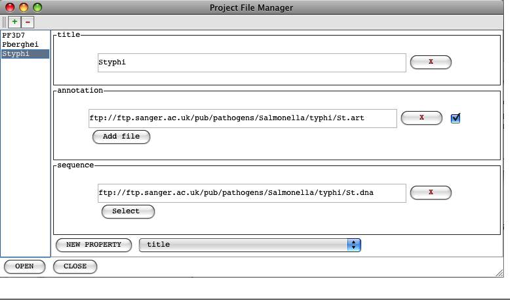 Project File Manager
+ -
PF3D7
Pberghei
Styphi
title
Styphi X
annotation
ftp://ftp.sanger.ac.uk/pub/pathogens/Salmonella/typhi/St.art X
Add file
sequence
ftp://ftp.sanger.ac.uk/pub/pathogens/Salmonella/typhi/St.dna X
Select
NEW PROPERTY title
OPEN CLOSE